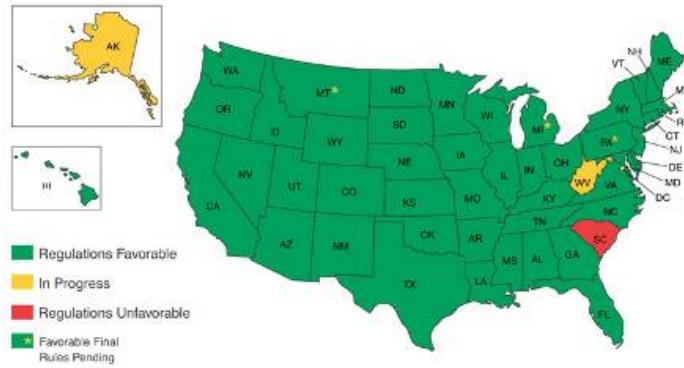 AK
HI
WA
OR
CA
NV
ID
MT
WY
UT
AZ
CO
NM
ND
SD
NE
KS
OK
TX
MN
IA
MO
AR
LA
WI
IL
MS
MI
IN
KY
TN
AL
OH
WV
VA
NC
SC
GA
FL
PA
NY
VT
NH
ME
M
R
CT
NJ
DE
MD
DC
Regulations Favorable
In Progress
Regulations Unfavorable
Favorable Final
Rules Pending